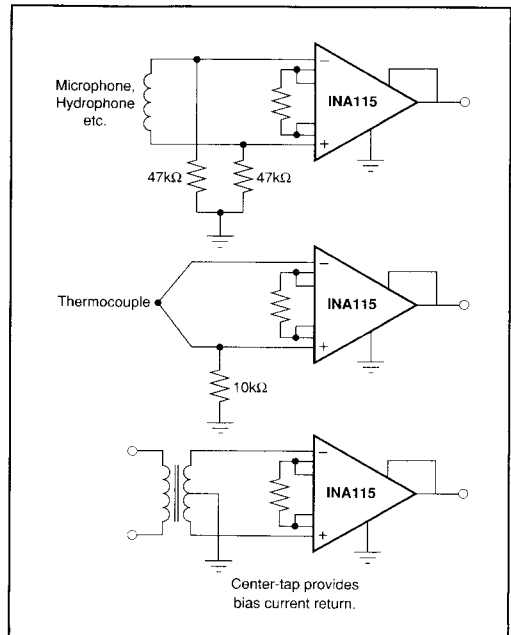 Microphone,
Hydrophone
etc.
−
INA115
+
47kΩ
47kΩ
−
Thermocouple
INA115
+
10kΩ
−
INA115
+
Center-tap provides
bias current return.